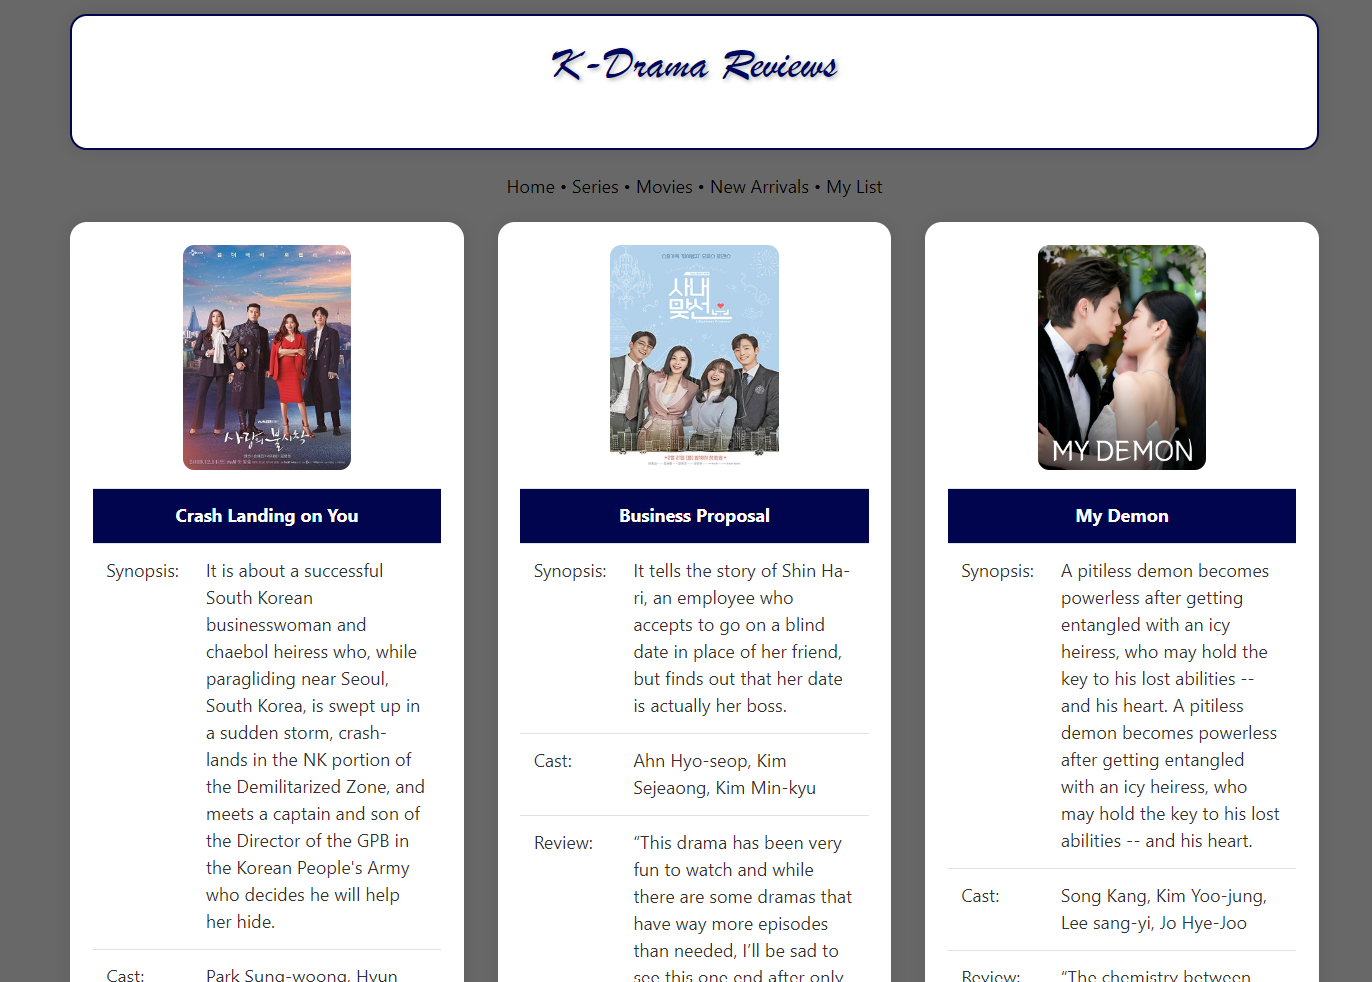 K-Drama Reviews
Home • Series • Movies • New Arrivals • My List
사랑의 불시착
Crash Landing on You
Synopsis: It is about a successful
South Korean
businesswoman and
chaebol heiress who, while
paragliding near Seoul,
South Korea, is swept up in
a sudden storm, crash-
lands in the NK portion of
the Demilitarized Zone, and
meets a captain and son of
the Director of the GPB in
the Korean People's Army
who decides he will help
her hide.
Cast: Park Sung-woong, Hyun
사내
맞선
Business Proposal
Synopsis: It tells the story of Shin Ha-
ri, an employee who
accepts to go on a blind
date in place of her friend,
but finds out that her date
is actually her boss.
Cast: Ahn Hyo-seop, Kim
Sejeaong, Kim Min-kyu
Review: “This drama has been very
fun to watch and while
there are some dramas that
have way more episodes
than needed, I’ll be sad to
see this one end after only
MY DEMON
My Demon
Synopsis: A pitiless demon becomes
powerless after getting
entangled with an icy
heiress, who may hold the
key to his lost abilities --
and his heart. A pitiless
demon becomes powerless
after getting entangled
with an icy heiress, who
may hold the key to his lost
abilities -- and his heart.
Cast: Song Kang, Kim Yoo-jung,
Lee sang-yi, Jo Hye-Joo
Review: “The chemistry between